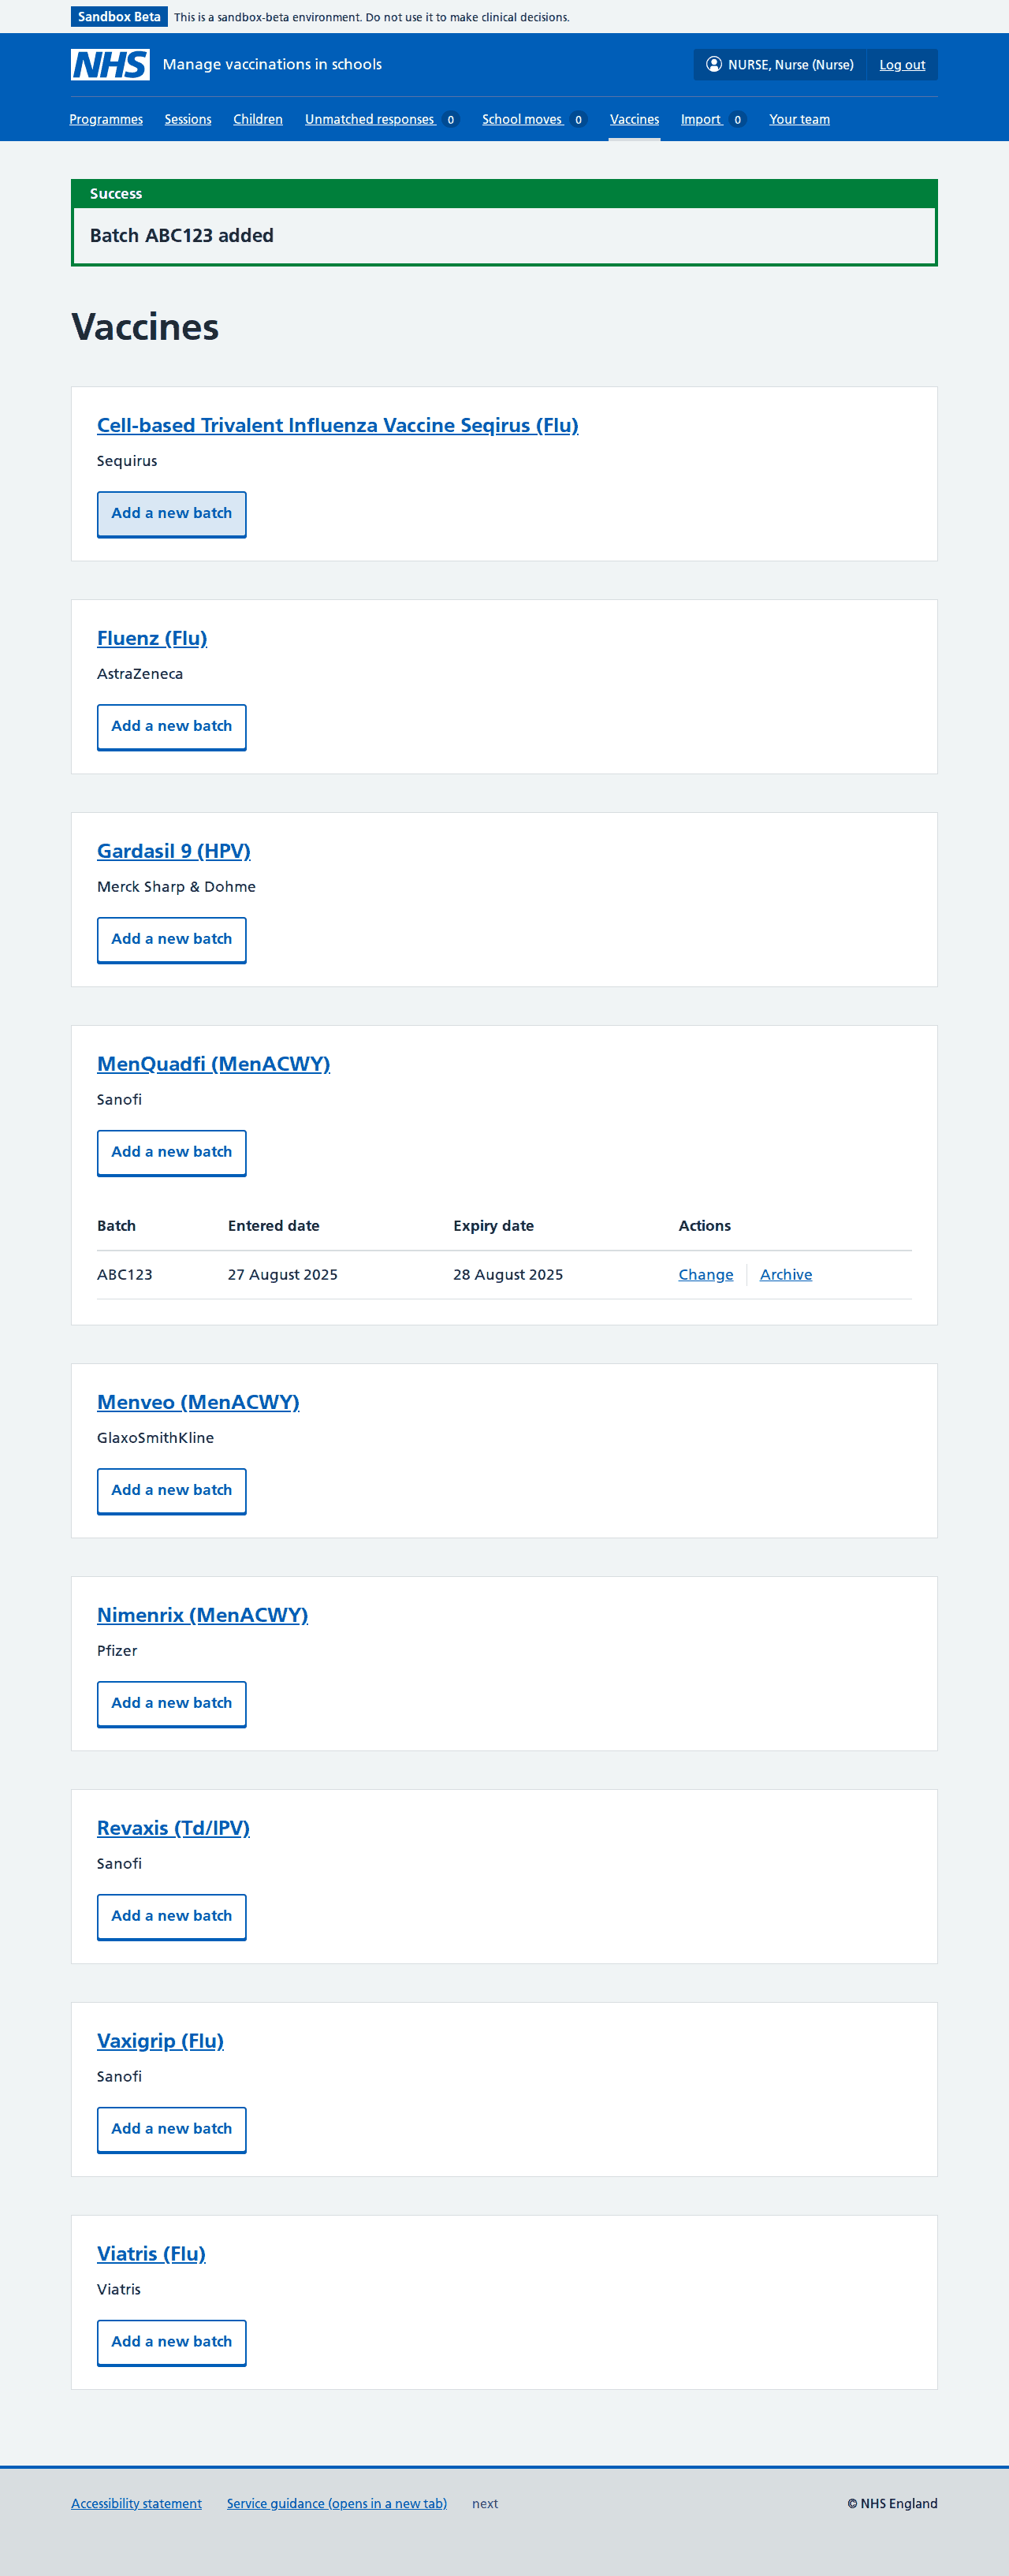 Sandbox Beta This is a sandbox-beta environment. Do not use it to make clinical decisions.
NHS Manage vaccinations in schools NURSE, Nurse (Nurse) Log out
Programmes Sessions Children Unmatched responses 0 School moves 0 Vaccines Import 0 Your team
Success
Batch ABC123 added
Vaccines
Cell-based Trivalent Influenza Vaccine Seqirus (Flu)
Sequirus
Add a new batch
Fluenz (Flu)
AstraZeneca
Add a new batch
Gardasil 9 (HPV)
Merck Sharp & Dohme
Add a new batch
MenQuadfi (MenACWY)
Sanofi
Add a new batch
Batch Entered date Expiry date Actions
ABC123 27 August 2025 28 August 2025 Change Archive
Menveo (MenACWY)
GlaxoSmithKline
Add a new batch
Nimenrix (MenACWY)
Pfizer
Add a new batch
Revaxis (Td/IPV)
Sanofi
Add a new batch
Vaxigrip (Flu)
Sanofi
Add a new batch
Viatris (Flu)
Viatris
Add a new batch
Accessibility statement Service guidance (opens in a new tab) next © NHS England